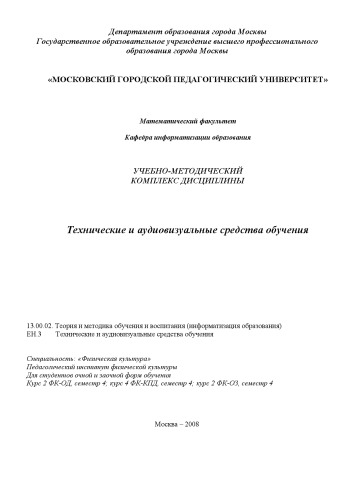 Департамент образования города Москвы
Государственное образовательное учреждение высшего профессионального
образования города Москвы
«МОСКОВСКИЙ ГОРОДСКОЙ ПЕДАГОГИЧЕСКИЙ УНИВЕРСИТЕТ»
Математический факультет
Кафедра информатизации образования
УЧЕБНО-МЕТОДИЧЕСКИЙ
КОМПЛЕКС ДИСЦИПЛИНЫ
Технические и аудиовизуальные средства обучения
13.00.02. Теория и методика обучения и воспитания (информатизация образования)
ЕН.3 Технические и аудиовизуальные средства обучения
Специальность: «Физическая культура»
Педагогический институт физической культуры
Для студентов очной и заочной форм обучения
Курс 2 ФК-ОД, семестр 4; курс 4 ФК-КПД, семестр 4; курс 2 ФК-ОЗ, семестр 4
Москва – 2008